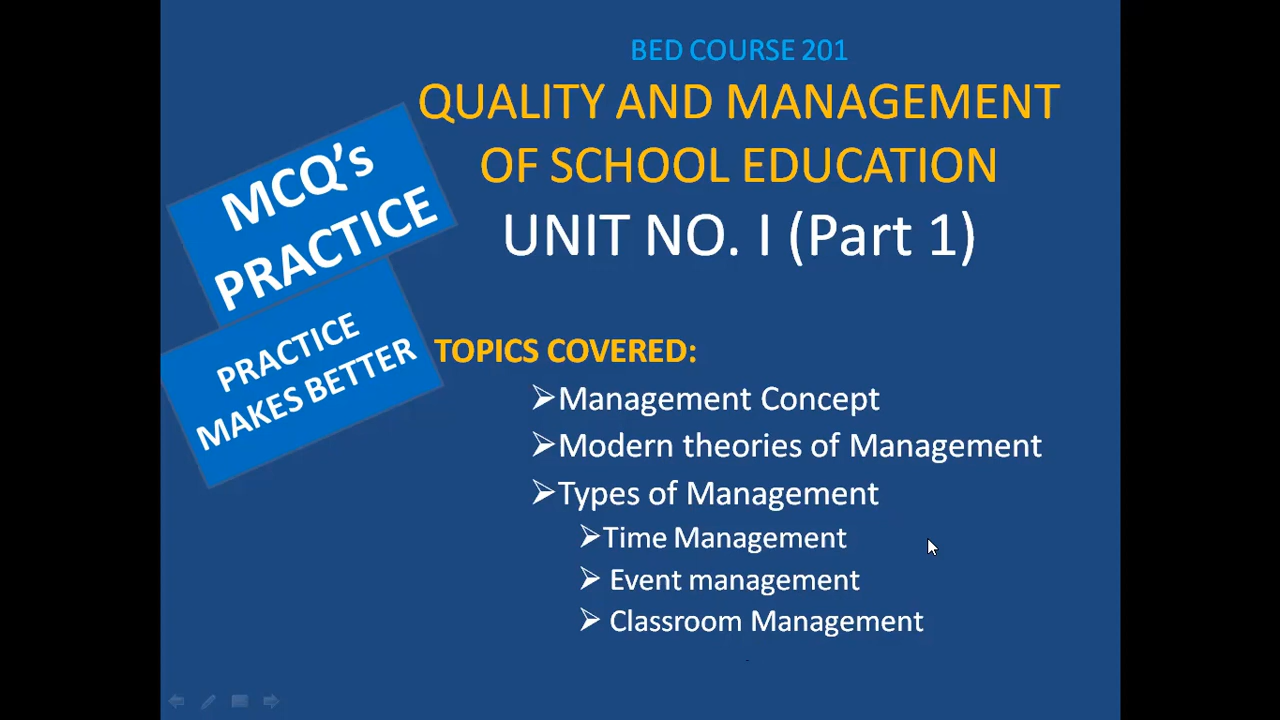 BED COURSE 201
QUALITY AND MANAGEMENT
OF SCHOOL EDUCATION
UNIT NO. I (Part 1)
MCQ’s
PRACTICE
PRACTICE
MAKES BETTER
TOPICS COVERED:
Management Concept
Modern theories of Management
Types of Management
Time Management
Event management
Classroom Management